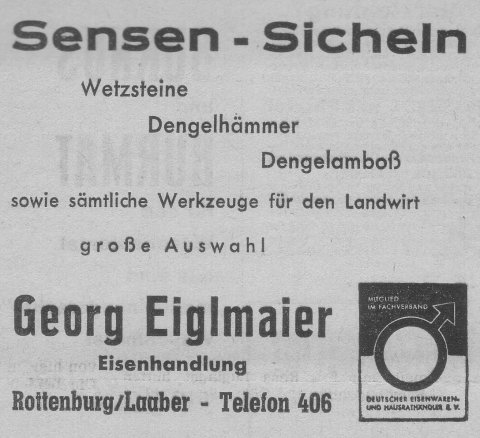 Sensen - Sicheln
Wetzsteine
Dengelhämmer
Dengelamboß
sowie sämtliche Werkzeuge für den Landwirt
große Auswahl
Georg Eiglmaier
Eisenhandlung
Rottenburg/Laaber - Telefon 406
MITGLIED
IM FACHVERBAND
DEUTSCHER EISENWAREN-
UND HAUSRATHÄNDLER E. V.